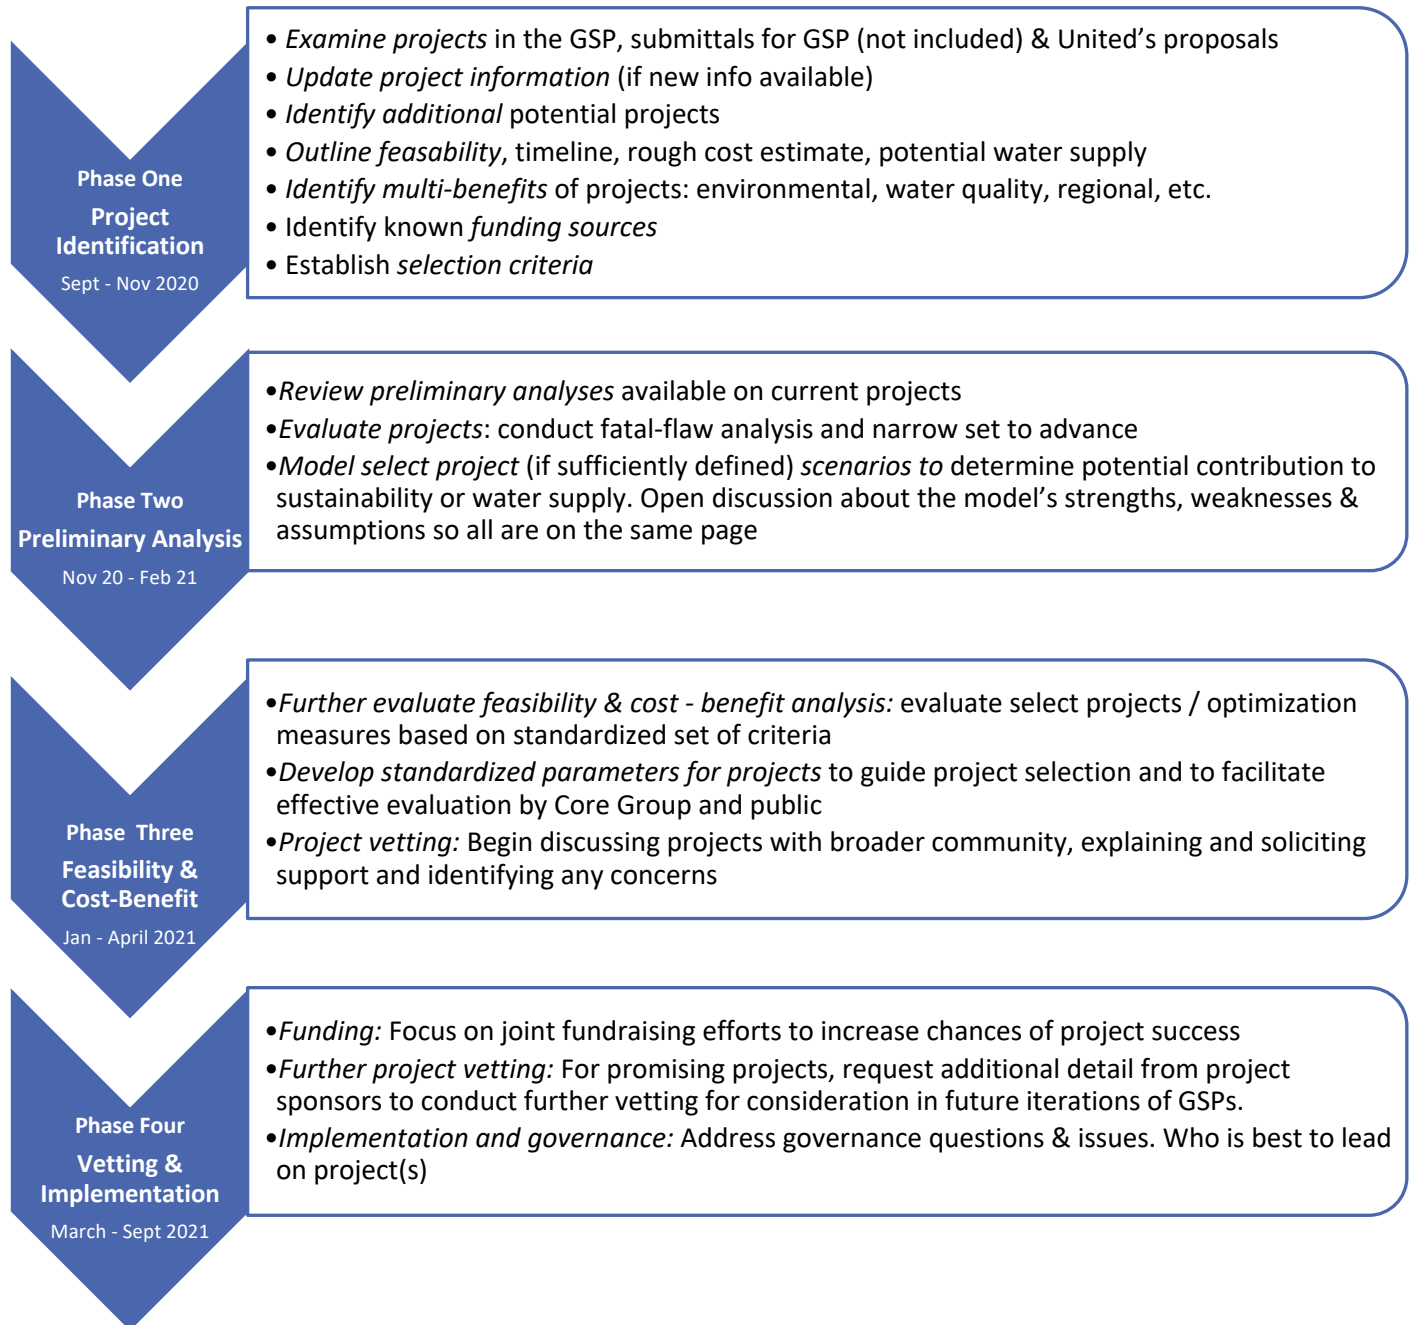 Phase One
Project
Identification
Sept - Nov 2020
• Examine projects in the GSP, submittals for GSP (not included) & United’s proposals
• Update project information (if new info available)
• Identify additional potential projects
• Outline feasability, timeline, rough cost estimate, potential water supply
• Identify multi-benefits of projects: environmental, water quality, regional, etc.
• Identify known funding sources
• Establish selection criteria
Phase Two
Preliminary Analysis
Nov 20 - Feb 21
•Review preliminary analyses available on current projects
•Evaluate projects: conduct fatal-flaw analysis and narrow set to advance
•Model select project (if sufficiently defined) scenarios to determine potential contribution to
sustainability or water supply. Open discussion about the model’s strengths, weaknesses &
assumptions so all are on the same page
Phase Three
Feasibility &
Cost-Benefit
Jan - April 2021
•Further evaluate feasibility & cost - benefit analysis: evaluate select projects / optimization
measures based on standardized set of criteria
•Develop standardized parameters for projects to guide project selection and to facilitate
effective evaluation by Core Group and public
•Project vetting: Begin discussing projects with broader community, explaining and soliciting
support and identifying any concerns
Phase Four
Vetting &
Implementation
March - Sept 2021
•Funding: Focus on joint fundraising efforts to increase chances of project success
•Further project vetting: For promising projects, request additional detail from project
sponsors to conduct further vetting for consideration in future iterations of GSPs.
•Implementation and governance: Address governance questions & issues. Who is best to lead
on project(s)